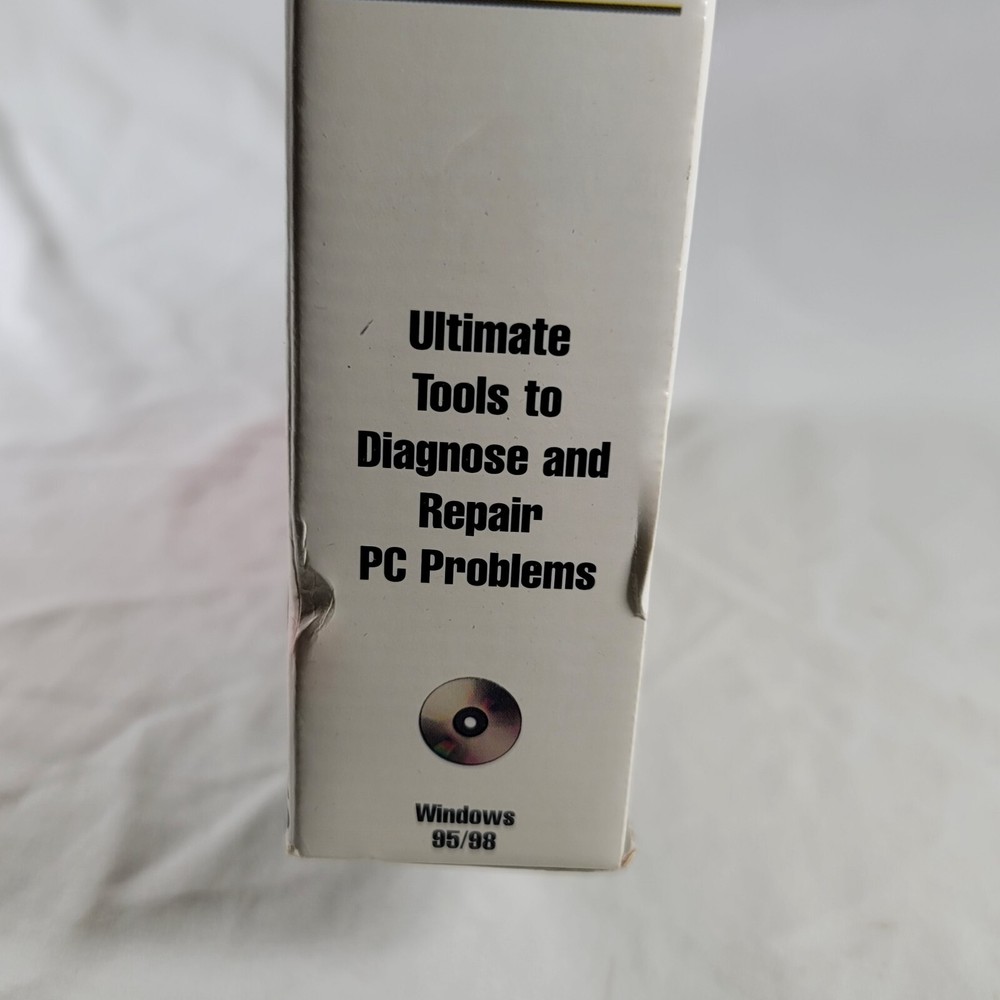 Ultimate
Tools to
Diagnose and
Repair
PC Problems
Windows
95/98